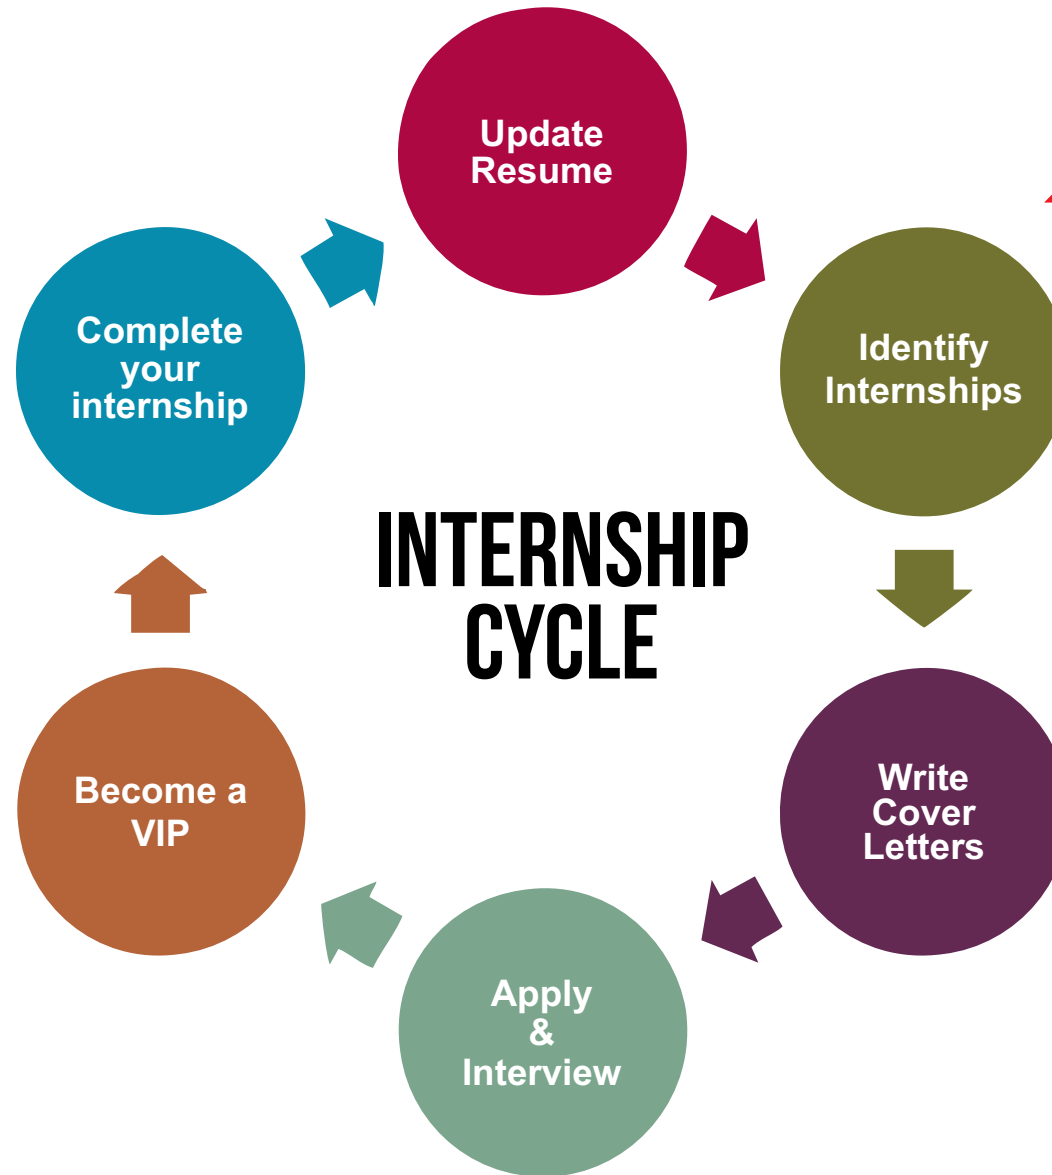 Update
Resume
Identify
Internships
Write
Cover
Letters
Apply
&
Interview
Become a
VIP
Complete
your
internship
INTERNSHIP
CYCLE